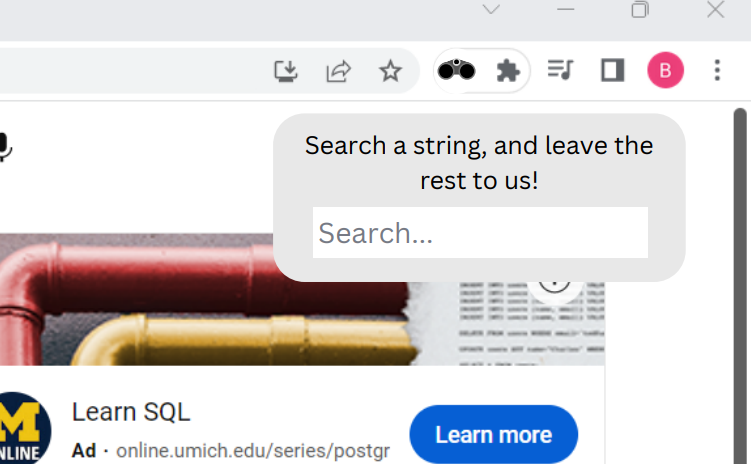 B
Search a string, and leave the
rest to us!
Search...
M
NLINE
Learn SQL
Ad · online.umich.edu/series/postgr
Learn more